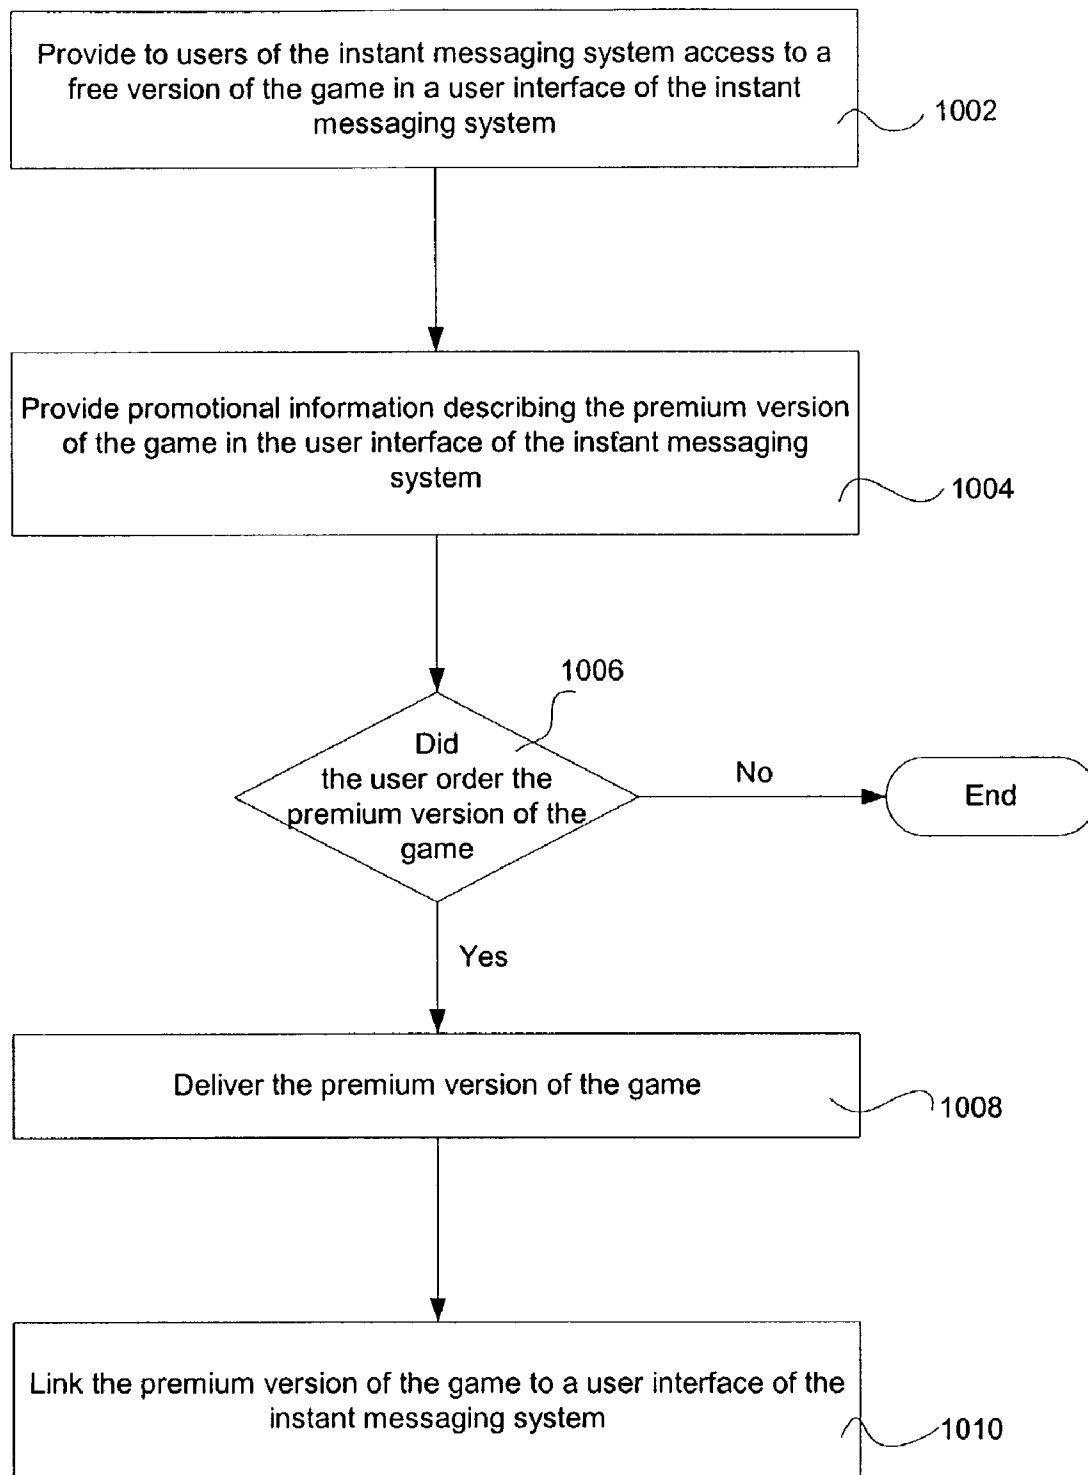 Provide to users of the instant messaging system access to a
free version of the game in a user interface of the instant
messaging system
1002
Provide promotional information describing the premium version
of the game in the user interface of the instant messaging
system
1004
1006
Did
the user order the
premium version of the
game
No
End
Yes
Deliver the premium version of the game
1008
Link the premium version of the game to a user interface of the
instant messaging system
1010